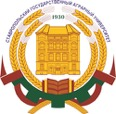 СТАВРОПОЛЬСКИЙ ГОСУДАРСТВЕННЫЙ АГРАРНЫЙ УНИВЕРСИТЕТ
1930